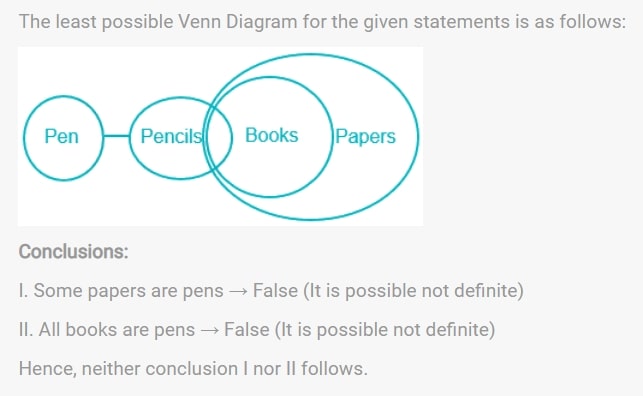 The least possible Venn Diagram for the given statements is as follows:
Pen Pencils Books Papers
Conclusions:
I. Some papers are pens → False (It is possible not definite)
II. All books are pens → False (It is possible not definite)
Hence, neither conclusion I nor II follows.